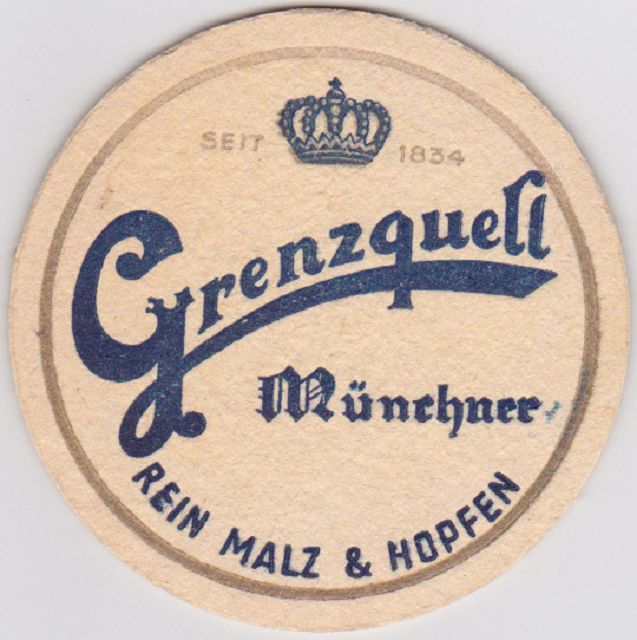 SEIT 1834
Grenzquell
Münchner
REIN MALZ & HOPFEN